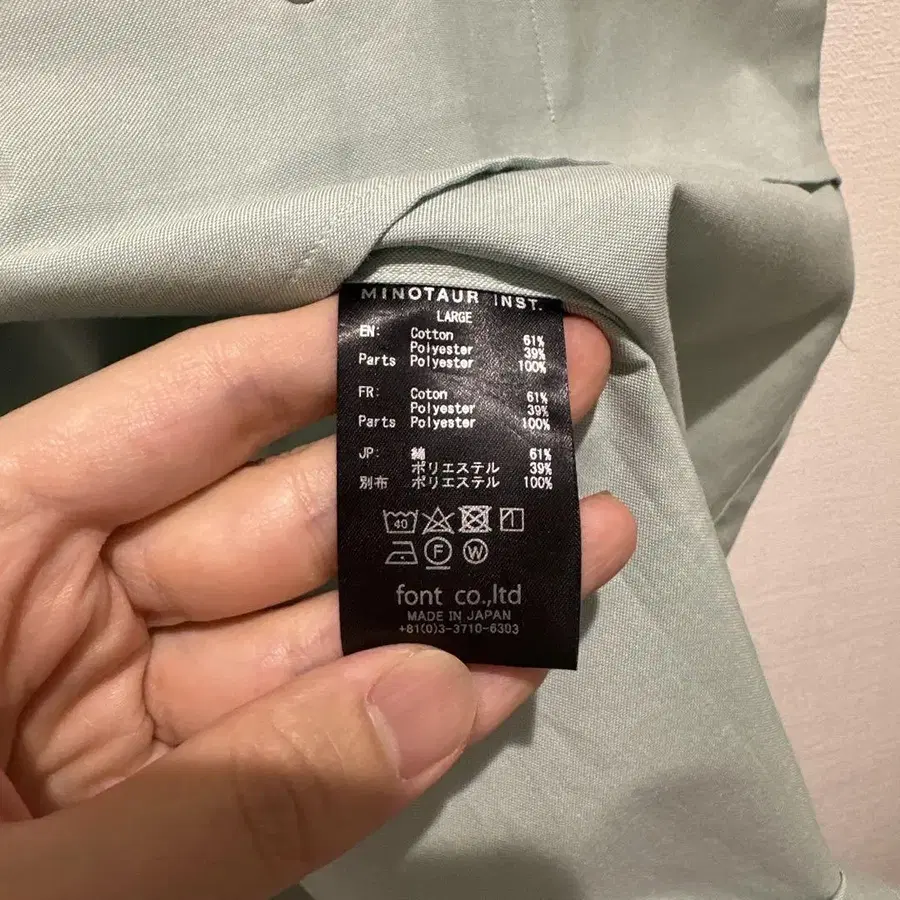 MINOTAUR INST.
LARGE
EN: Cotton 61%
Polyester 39%
Parts Polyester 100%
FR: Coton 61%
Polyester 39%
Parts Polyester 100%
JP: 綿 61%
ポリエステル 39%
別布 ポリエステル 100%
40
F W
font co.,ltd
MADE IN JAPAN
+81(0)3-3710-6303